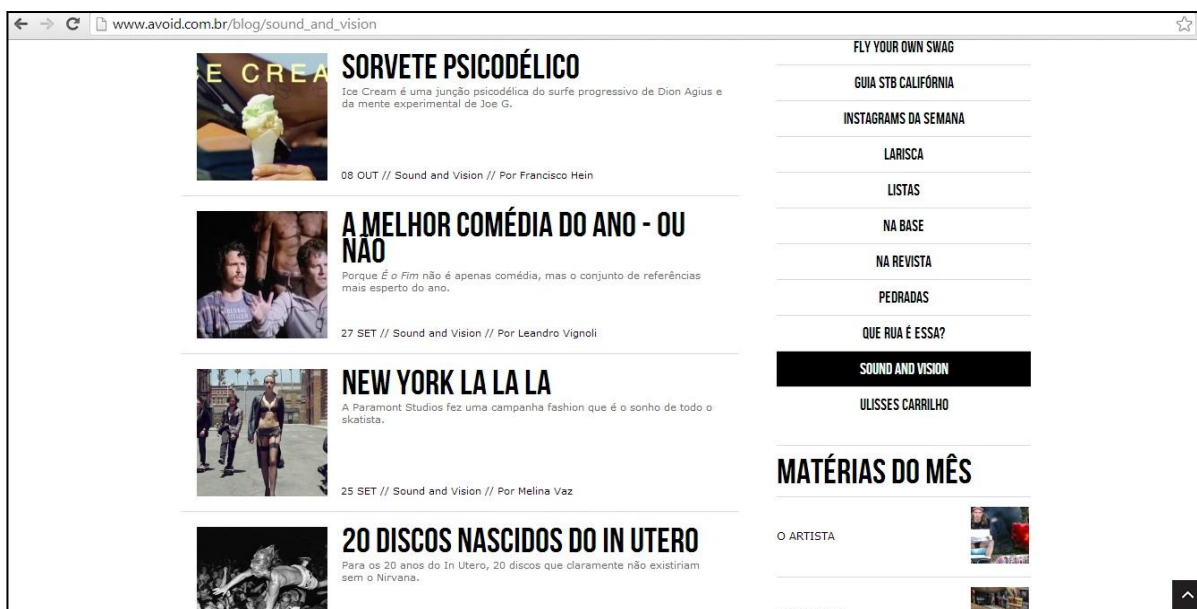 www.avoid.com.br/blog/sound_and_vision
E CREA
SORVETE PSICODÉLICO
Ice Cream é uma junção psicodélica do surfe progressivo de Dion Agius e
da mente experimental de Joe G.
08 OUT // Sound and Vision // Por Francisco Hein
A MELHOR COMÉDIA DO ANO - OU
NÃO
Porque É o Fim não é apenas comédia, mas o conjunto de referências
mais esperto do ano.
27 SET // Sound and Vision // Por Leandro Vignoli
NEW YORK LA LA LA
A Paramont Studios fez uma campanha fashion que é o sonho de todo o
skatista.
25 SET // Sound and Vision // Por Melina Vaz
20 DISCOS NASCIDOS DO IN UTERO
Para os 20 anos do In Utero, 20 discos que claramente não existiriam
sem o Nirvana.
FLY YOUR OWN SWAG
GUIA STB CALIFÓRNIA
INSTAGRAMS DA SEMANA
LARISCA
LISTAS
NA BASE
NA REVISTA
PEDRADAS
QUE RUA É ESSA?
SOUND AND VISION
ULISSES CARRILHO
MATÉRIAS DO MÊS
O ARTISTA